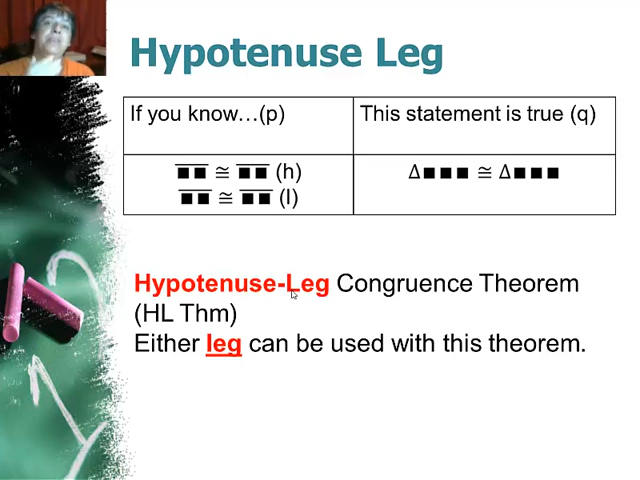 Hypotenuse Leg
If you know…(p)
This statement is true (q)
■■ ≅ ■■ (h)
■■ ≅ ■■ (l)
Δ■■■ ≅ Δ■■■
Hypotenuse-Leg Congruence Theorem
(HL Thm)
Either leg can be used with this theorem.